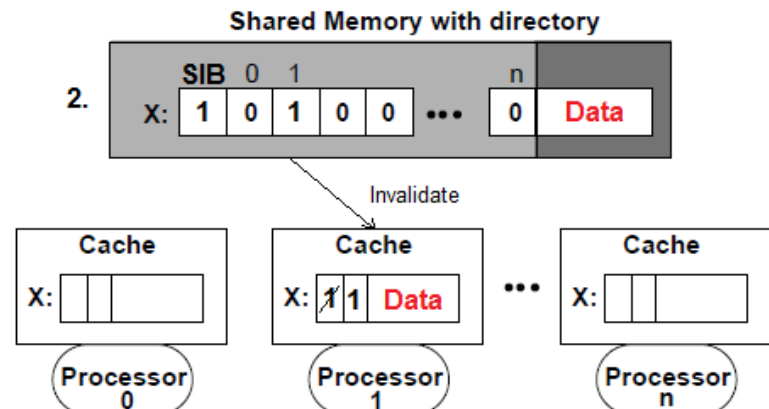 Shared Memory with directory
SIB 0 1 n
2. X: 1 0 1 0 0 ••• 0 Data
Invalidate
Cache Cache Cache
X: X: 1 1 Data ••• X:
Processor Processor Processor
0 1 n